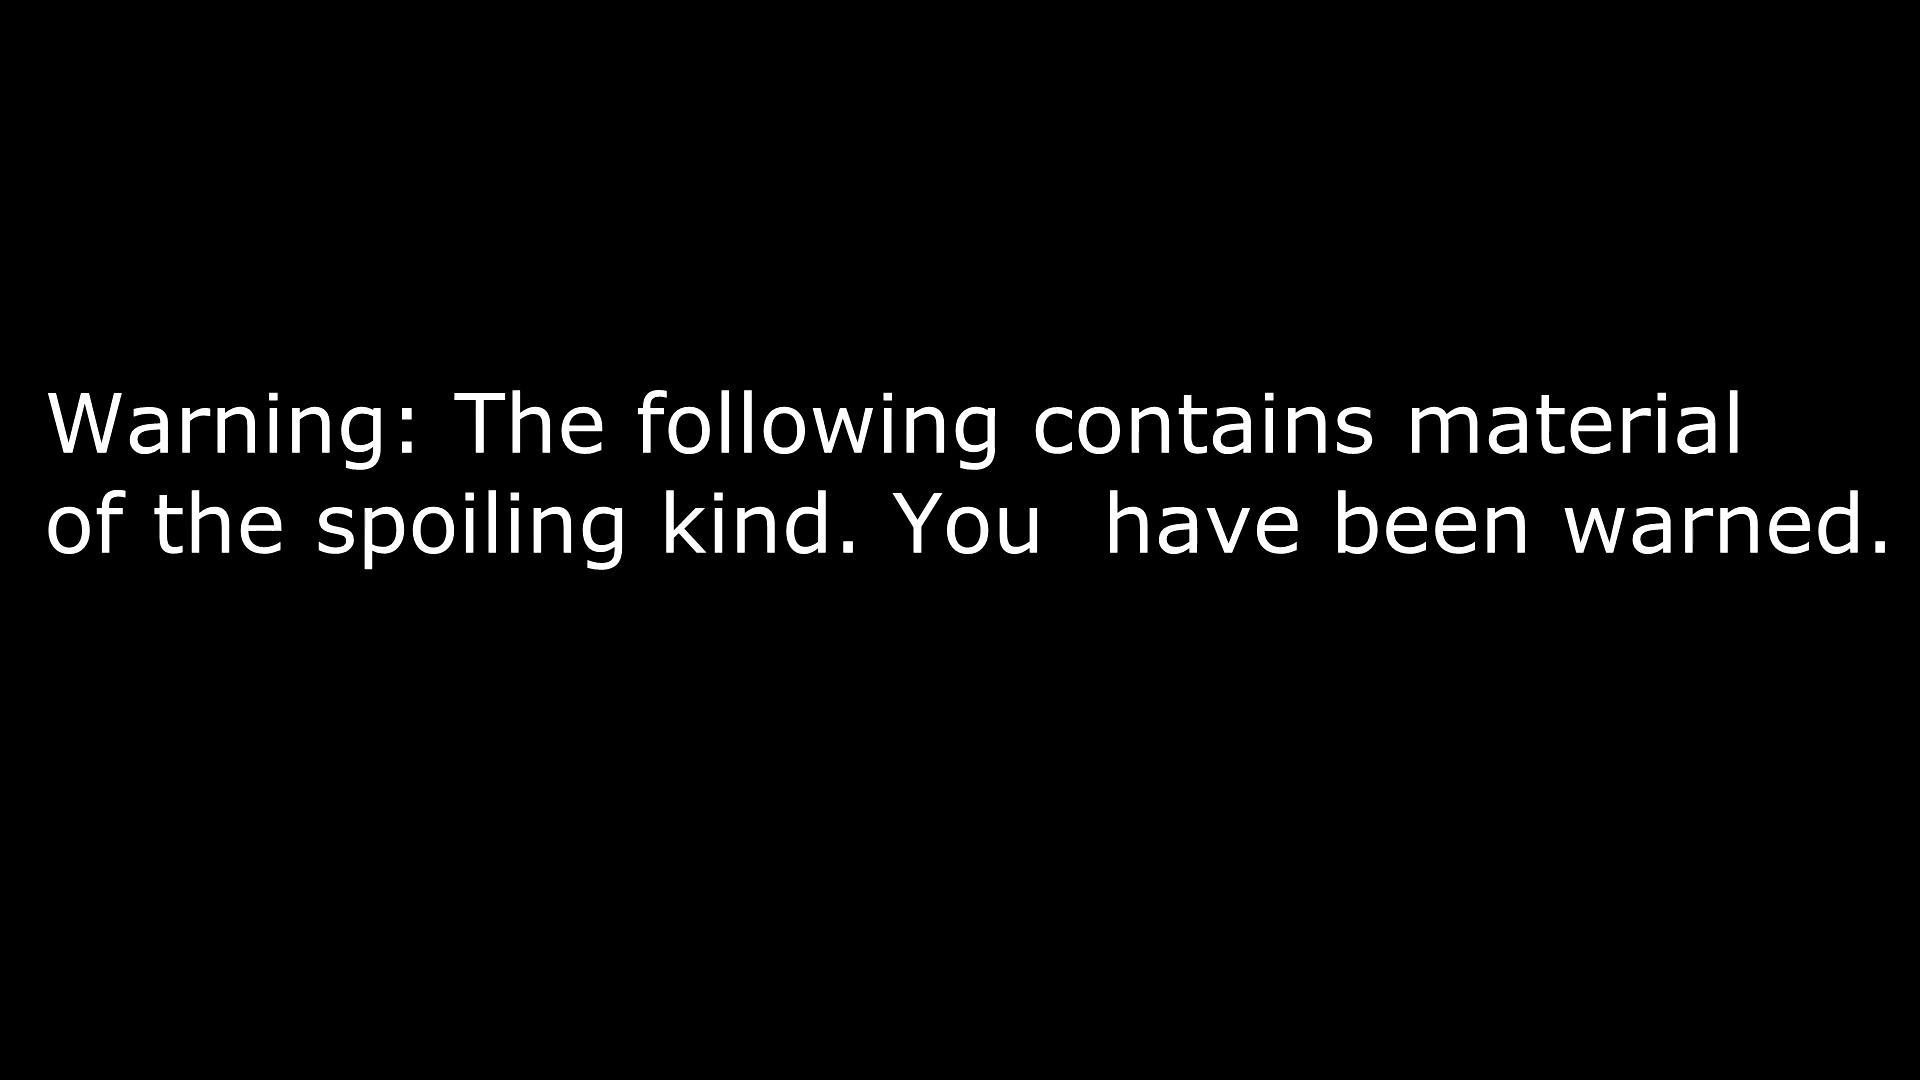 Warning: The following contains material
of the spoiling kind. You  have been warned.